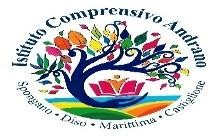 Istituto Comprensivo Andrano
Spongano • Diso • Marittima • Castiglione